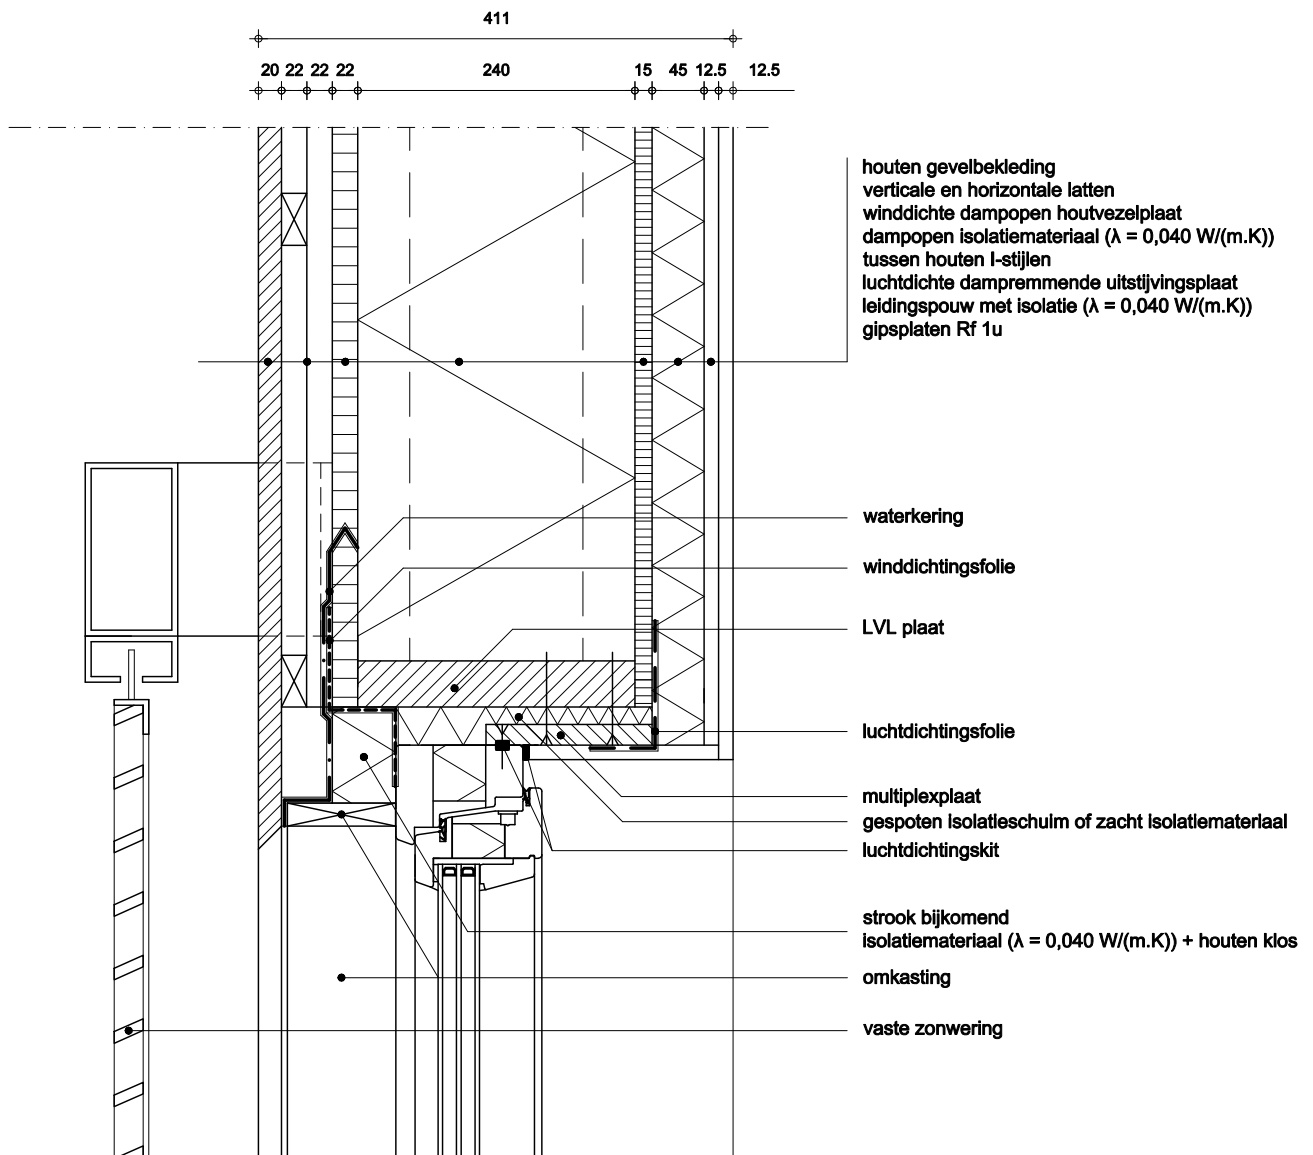 411
20 22 22 22 240 15 45 12.5 12.5
houten gevelbekleding
verticale en horizontale latten
winddichte dampopen houtvezelplaat
dampopen isolatiemateriaal (λ = 0,040 W/(m.K))
tussen houten I-stijlen
luchtdichte dampremmende uitstijvingsplaat
leidingspouw met isolatie (λ = 0,040 W/(m.K))
gipsplaten Rf 1u
waterkering
winddichtingsfolie
LVL plaat
luchtdichtingsfolie
multiplexplaat
gespoten isolatieschuim of zacht isolatiemateriaal
luchtdichtingskit
strook bijkomend
isolatiemateriaal (λ = 0,040 W/(m.K)) + houten klos
omkasting
vaste zonwering